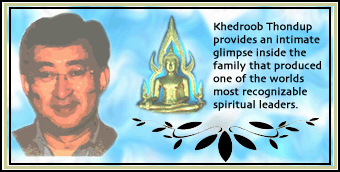 Khedroob Thondup
provides an intimate
glimpse inside the
family that produced
one of the worlds
most recognizable
spiritual leaders.